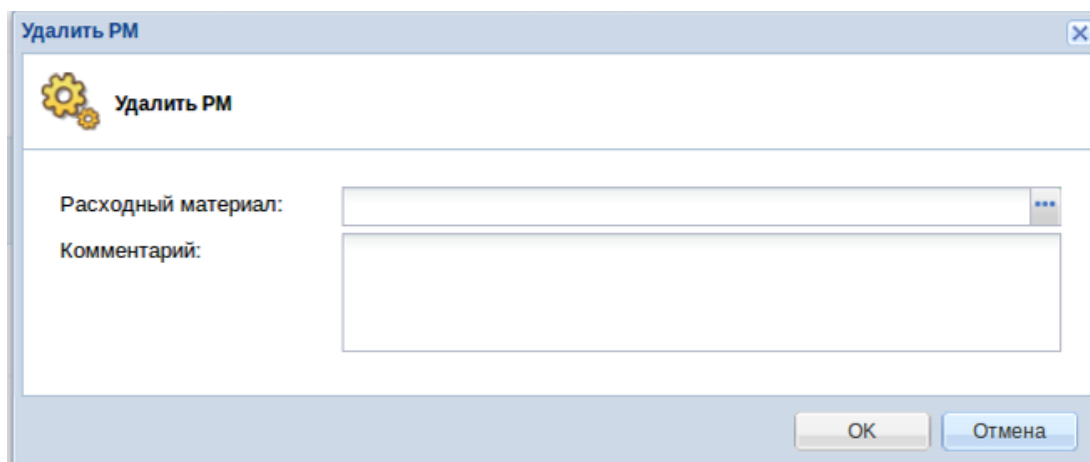 Удалить РМ
Удалить РМ
Расходный материал:
Комментарий:
OK
Отмена